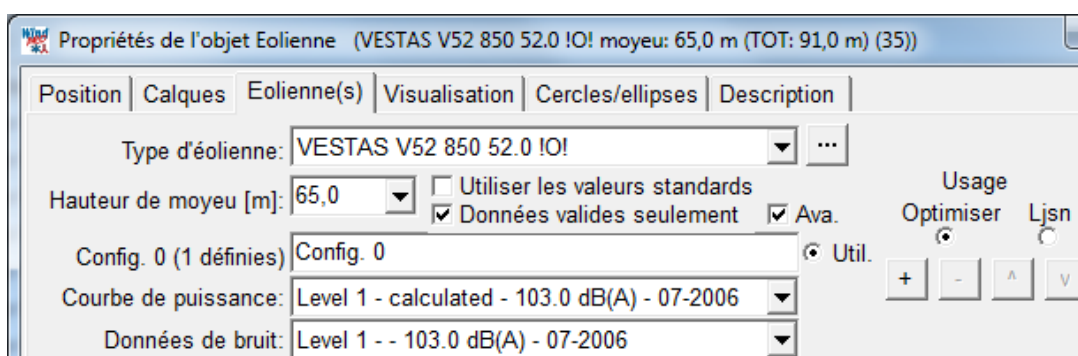 Propriétés de l'objet Eolienne (VESTAS V52 850 52.0 !O! moyeu: 65,0 m (TOT: 91,0 m) (35))
Position Calques Eolienne(s) Visualisation Cercles/ellipses Description
Type d'éolienne: VESTAS V52 850 52.0 !O! ...
Hauteur de moyeu [m]: 65,0 Utiliser les valeurs standards Usage
Données valides seulement Ava. Optimiser Ljsn
Config. 0 (1 définies) Config. 0 Util.
+ - ^ v
Courbe de puissance: Level 1 - calculated - 103.0 dB(A) - 07-2006
Données de bruit: Level 1 - - 103.0 dB(A) - 07-2006